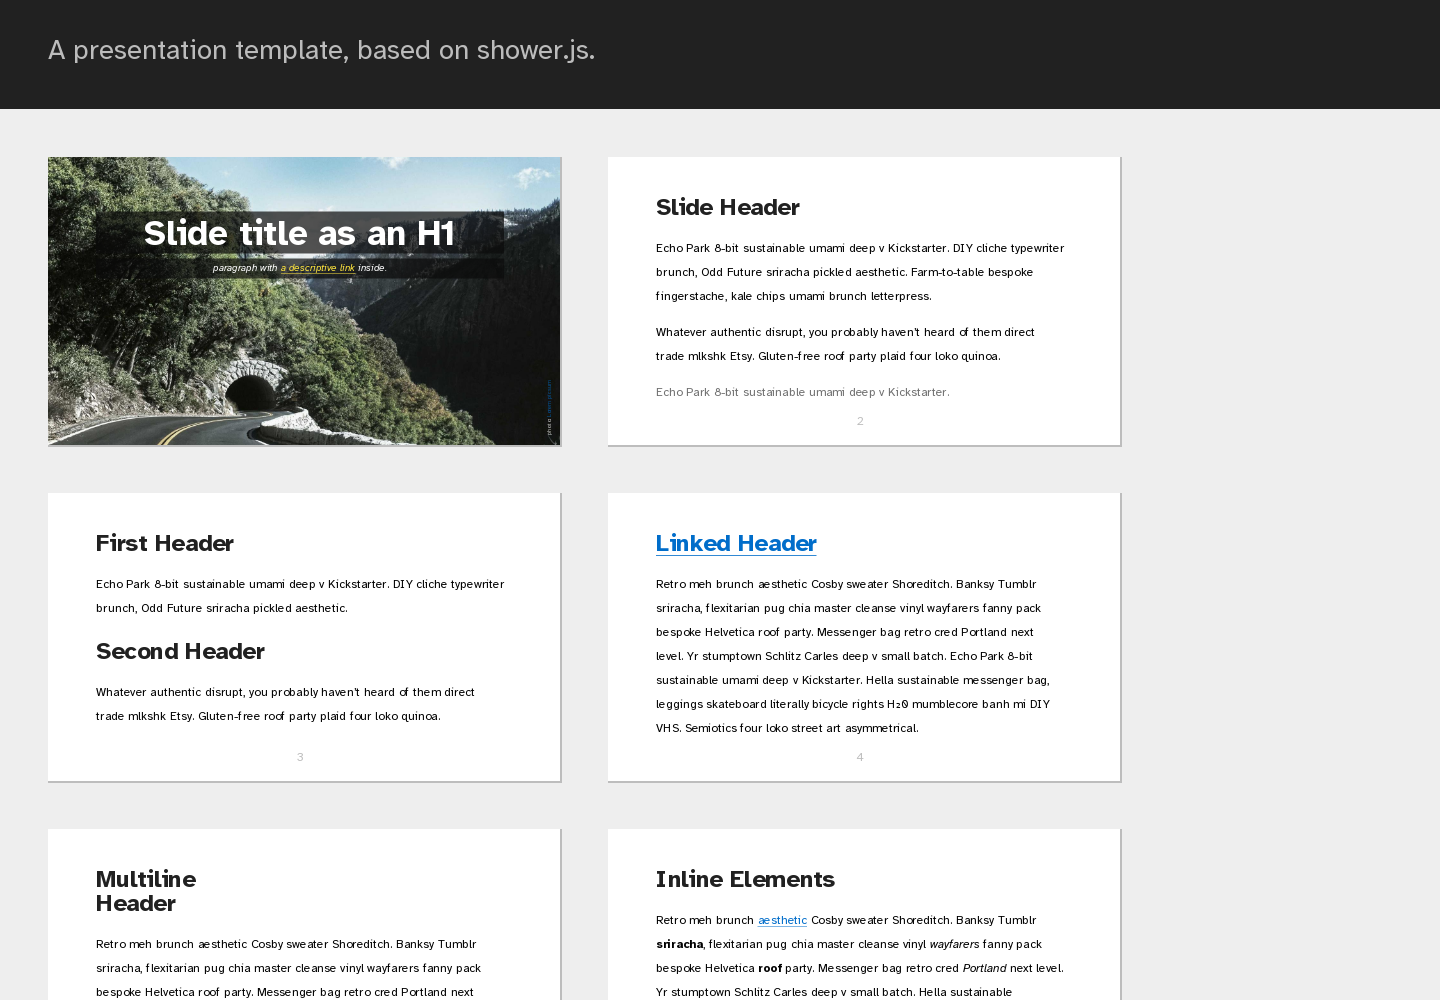 A presentation template, based on shower.js.
Slide title as an H1
paragraph with a descriptive link inside.
photo
Slide Header
Echo Park 8-bit sustainable umami deep v Kickstarter. DIY cliche typewriter
brunch, Odd Future sriracha pickled aesthetic. Farm-to-table bespoke
fingerstache, kale chips umami brunch letterpress.
Whatever authentic disrupt, you probably haven't heard of them direct
trade mlkshk Etsy. Gluten-free roof party plaid four loko quinoa.
Echo Park 8-bit sustainable umami deep v Kickstarter.
2
First Header
Echo Park 8-bit sustainable umami deep v Kickstarter. DIY cliche typewriter
brunch, Odd Future sriracha pickled aesthetic.
Second Header
Whatever authentic disrupt, you probably haven't heard of them direct
trade mlkshk Etsy. Gluten-free roof party plaid four loko quinoa.
3
Linked Header
Retro meh brunch aesthetic Cosby sweater Shoreditch. Banksy Tumblr
sriracha, flexitarian pug chia master cleanse vinyl wayfarers fanny pack
bespoke Helvetica roof party. Messenger bag retro cred Portland next
level. Yr stumptown Schlitz Carles deep v small batch. Echo Park 8-bit
sustainable umami deep v Kickstarter. Hella sustainable messenger bag,
leggings skateboard literally bicycle rights H₂0 mumblecore banh mi DIY
VHS. Semiotics four loko street art asymmetrical.
4
Multiline
Header
Retro meh brunch aesthetic Cosby sweater Shoreditch. Banksy Tumblr
sriracha, flexitarian pug chia master cleanse vinyl wayfarers fanny pack
bespoke Helvetica roof party. Messenger bag retro cred Portland next
Inline Elements
Retro meh brunch aesthetic Cosby sweater Shoreditch. Banksy Tumblr
sriracha, flexitarian pug chia master cleanse vinyl wayfarers fanny pack
bespoke Helvetica roof party. Messenger bag retro cred Portland next level.
Yr stumptown Schlitz Carles deep v small batch. Hella sustainable